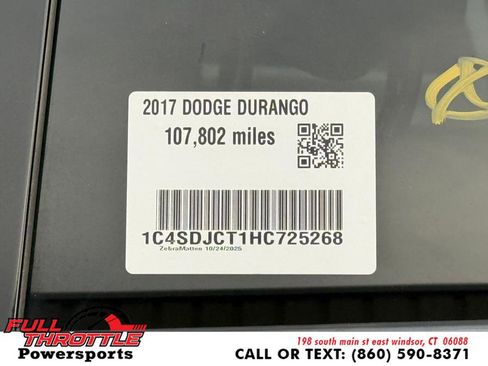 2017 DODGE DURANGO
107,802 miles
1C4SDJCT1HC725268
ZebraMatten 10/24/2025
FULL
THROTTLE
Powersports
198 south main st east windsor, CT 06088
CALL OR TEXT: (860) 590-8371